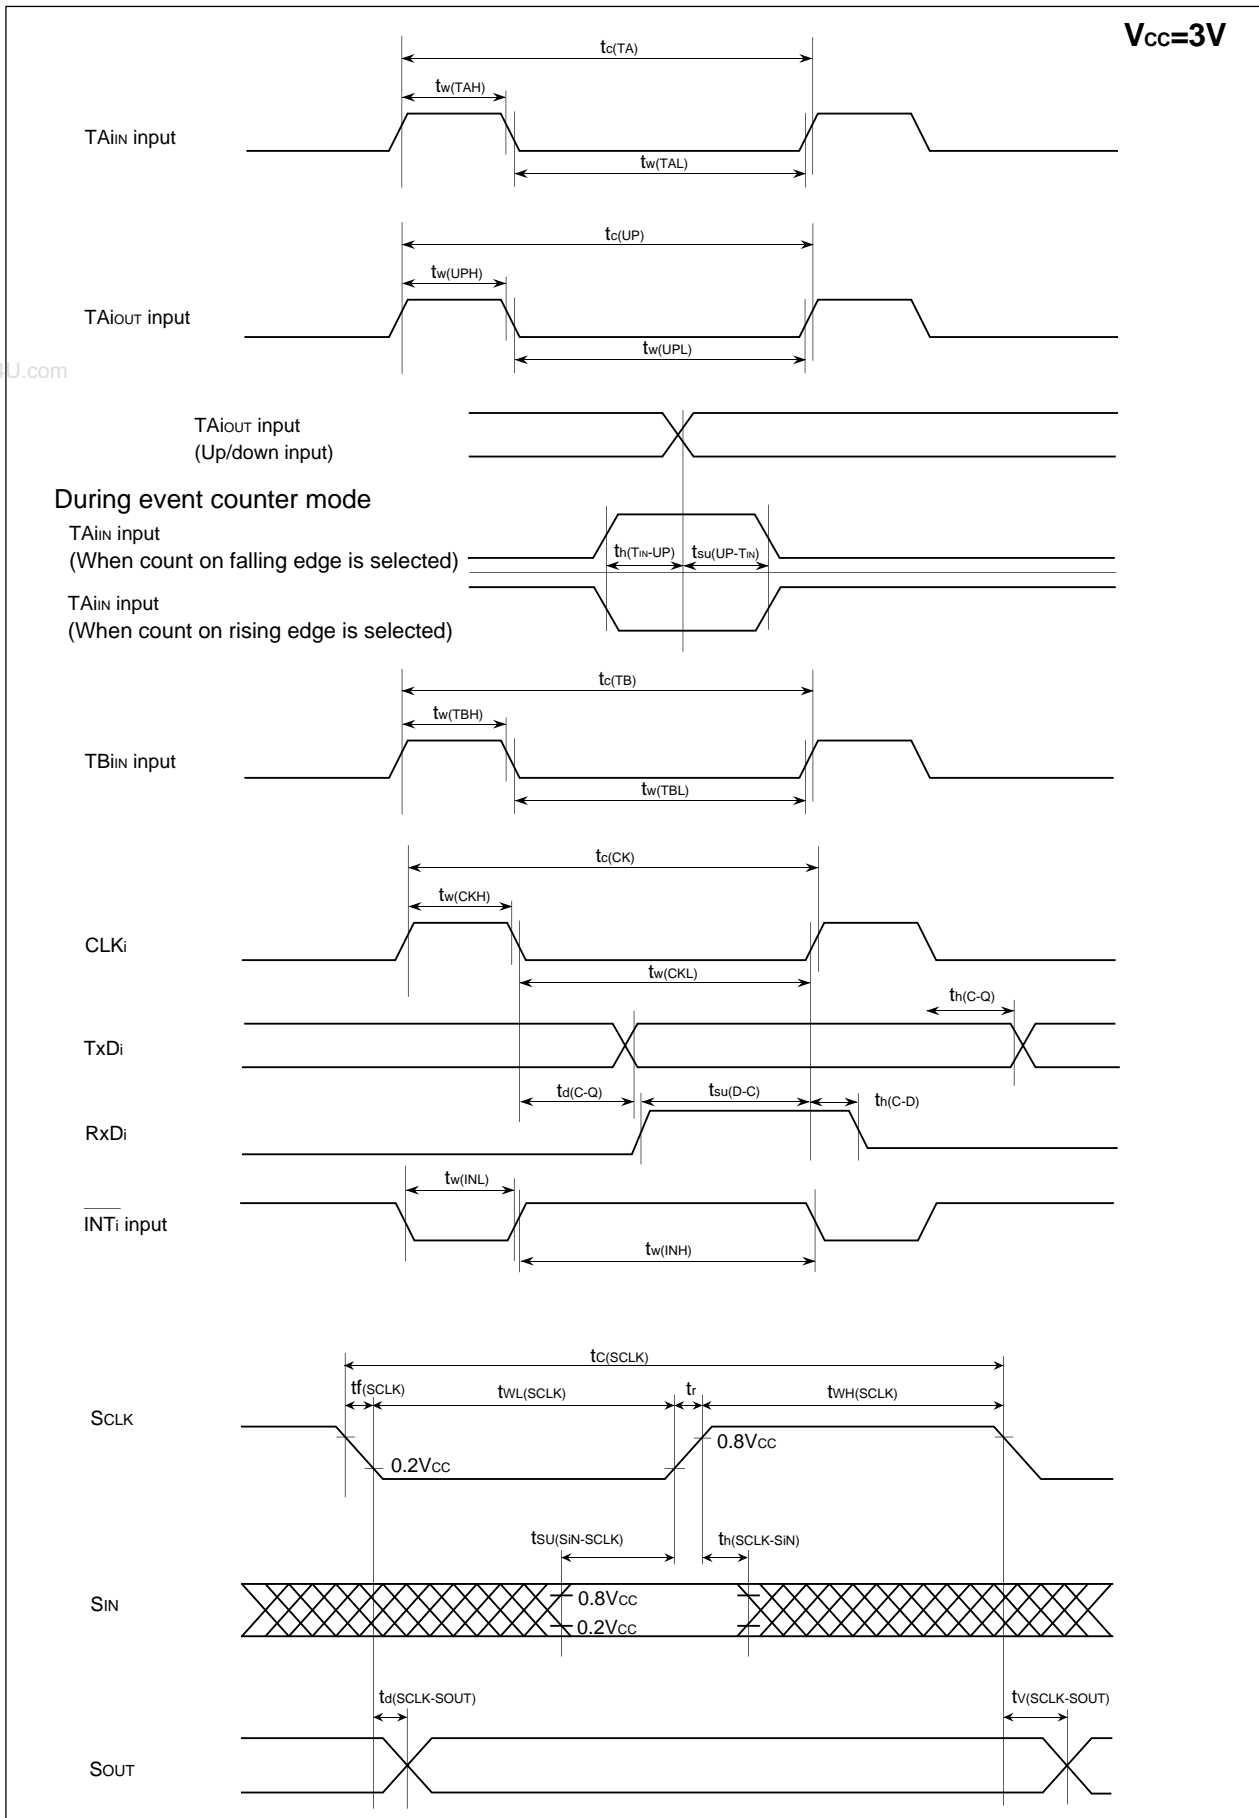 VCC=3V
tc(TA)
tw(TAH)
TAiIN input
tw(TAL)
tc(UP)
tw(UPH)
TAiOUT input
tw(UPL)
4U.com
TAiOUT input
(Up/down input)
During event counter mode
TAiIN input
(When count on falling edge is selected)
th(TIN-UP)
tsu(UP-TIN)
TAiIN input
(When count on rising edge is selected)
tc(TB)
tw(TBH)
TBiIN input
tw(TBL)
tc(CK)
tw(CKH)
CLKi
tw(CKL)
th(C-Q)
TxDi
td(C-Q)
tsu(D-C)
th(C-D)
RxDi
tw(INL)
INTi input
tw(INH)
tC(SCLK)
tf(SCLK)
tWL(SCLK)
tr
tWH(SCLK)
SCLK
0.8VCC
0.2VCC
tSU(SiN-SCLK)
th(SCLK-SiN)
SIN
0.8VCC
0.2VCC
td(SCLK-SOUT)
tV(SCLK-SOUT)
SOUT